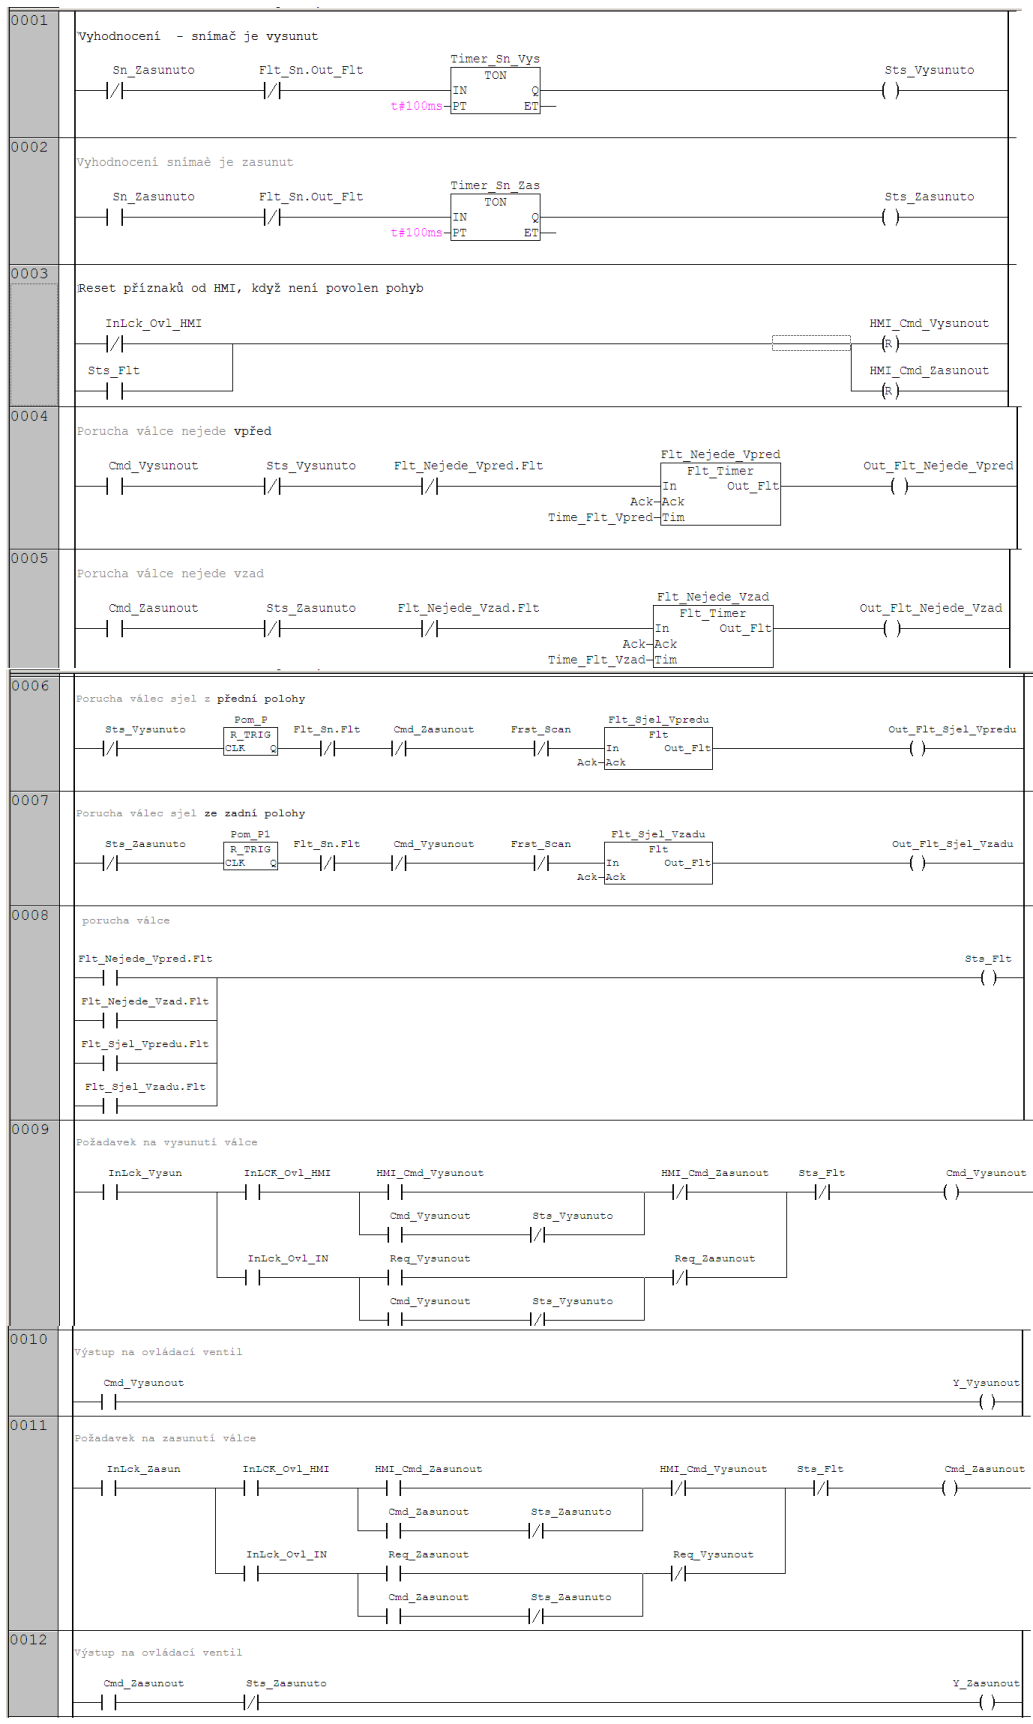 0001
Vyhodnocení - snímač je vysunut
Sn_Zasunuto Flt_Sn.Out_Flt Timer_Sn_Vys Sts_Vysunuto
TON
IN Q
t#100ms PT ET
0002
Vyhodnocení snímaè je zasunut
Sn_Zasunuto Flt_Sn.Out_Flt Timer_Sn_Zas Sts_Zasunuto
TON
IN Q
t#100ms PT ET
0003
Reset příznaků od HMI, když není povolen pohyb
InLck_Ovl_HMI HMI_Cmd_Vysunout
R
Sts_Flt HMI_Cmd_Zasunout
R
0004
Porucha válce nejede vpřed
Cmd_Vysunout Sts_Vysunuto Flt_Nejede_Vpred.Flt Flt_Nejede_Vpred Out_Flt_Nejede_Vpred
Flt_Timer
In Out_Flt
Ack Ack
Time_Flt_Vpred Tim
0005
Porucha válce nejede vzad
Cmd_Zasunout Sts_Zasunuto Flt_Nejede_Vzad.Flt Flt_Nejede_Vzad Out_Flt_Nejede_Vzad
Flt_Timer
In Out_Flt
Ack Ack
Time_Flt_Vzad Tim
0006
Porucha válec sjel z přední polohy
Sts_Vysunuto Pom_P Flt_Sn.Flt Cmd_Zasunout Frst_Scan Flt_Sjel_Vpredu Out_Flt_Sjel_Vpredu
R_TRIG Flt
CLK Q In Out_Flt
Ack Ack
0007
Porucha válec sjel ze zadní polohy
Sts_Zasunuto Pom_P1 Flt_Sn.Flt Cmd_Vysunout Frst_Scan Flt_Sjel_Vzadu Out_Flt_Sjel_Vzadu
R_TRIG Flt
CLK Q In Out_Flt
Ack Ack
0008
porucha válce
Flt_Nejede_Vpred.Flt Sts_Flt
Flt_Nejede_Vzad.Flt
Flt_Sjel_Vpredu.Flt
Flt_Sjel_Vzadu.Flt
0009
Požadavek na vysunutí válce
InLck_Vysun InLCK_Ovl_HMI HMI_Cmd_Vysunout HMI_Cmd_Zasunout Sts_Flt Cmd_Vysunout
Cmd_Vysunout Sts_Vysunuto
InLck_Ovl_IN Req_Vysunout Req_Zasunout
Cmd_Vysunout Sts_Vysunuto
0010
Výstup na ovládací ventil
Cmd_Vysunout Y_Vysunout
0011
Požadavek na zasunutí válce
InLck_Zasun InLCK_Ovl_HMI HMI_Cmd_Zasunout HMI_Cmd_Vysunout Sts_Flt Cmd_Zasunout
Cmd_Zasunout Sts_Zasunuto
InLck_Ovl_IN Req_Zasunout Req_Vysunout
Cmd_Zasunout Sts_Zasunuto
0012
Výstup na ovládací ventil
Cmd_Zasunout Sts_Zasunuto Y_Zasunout